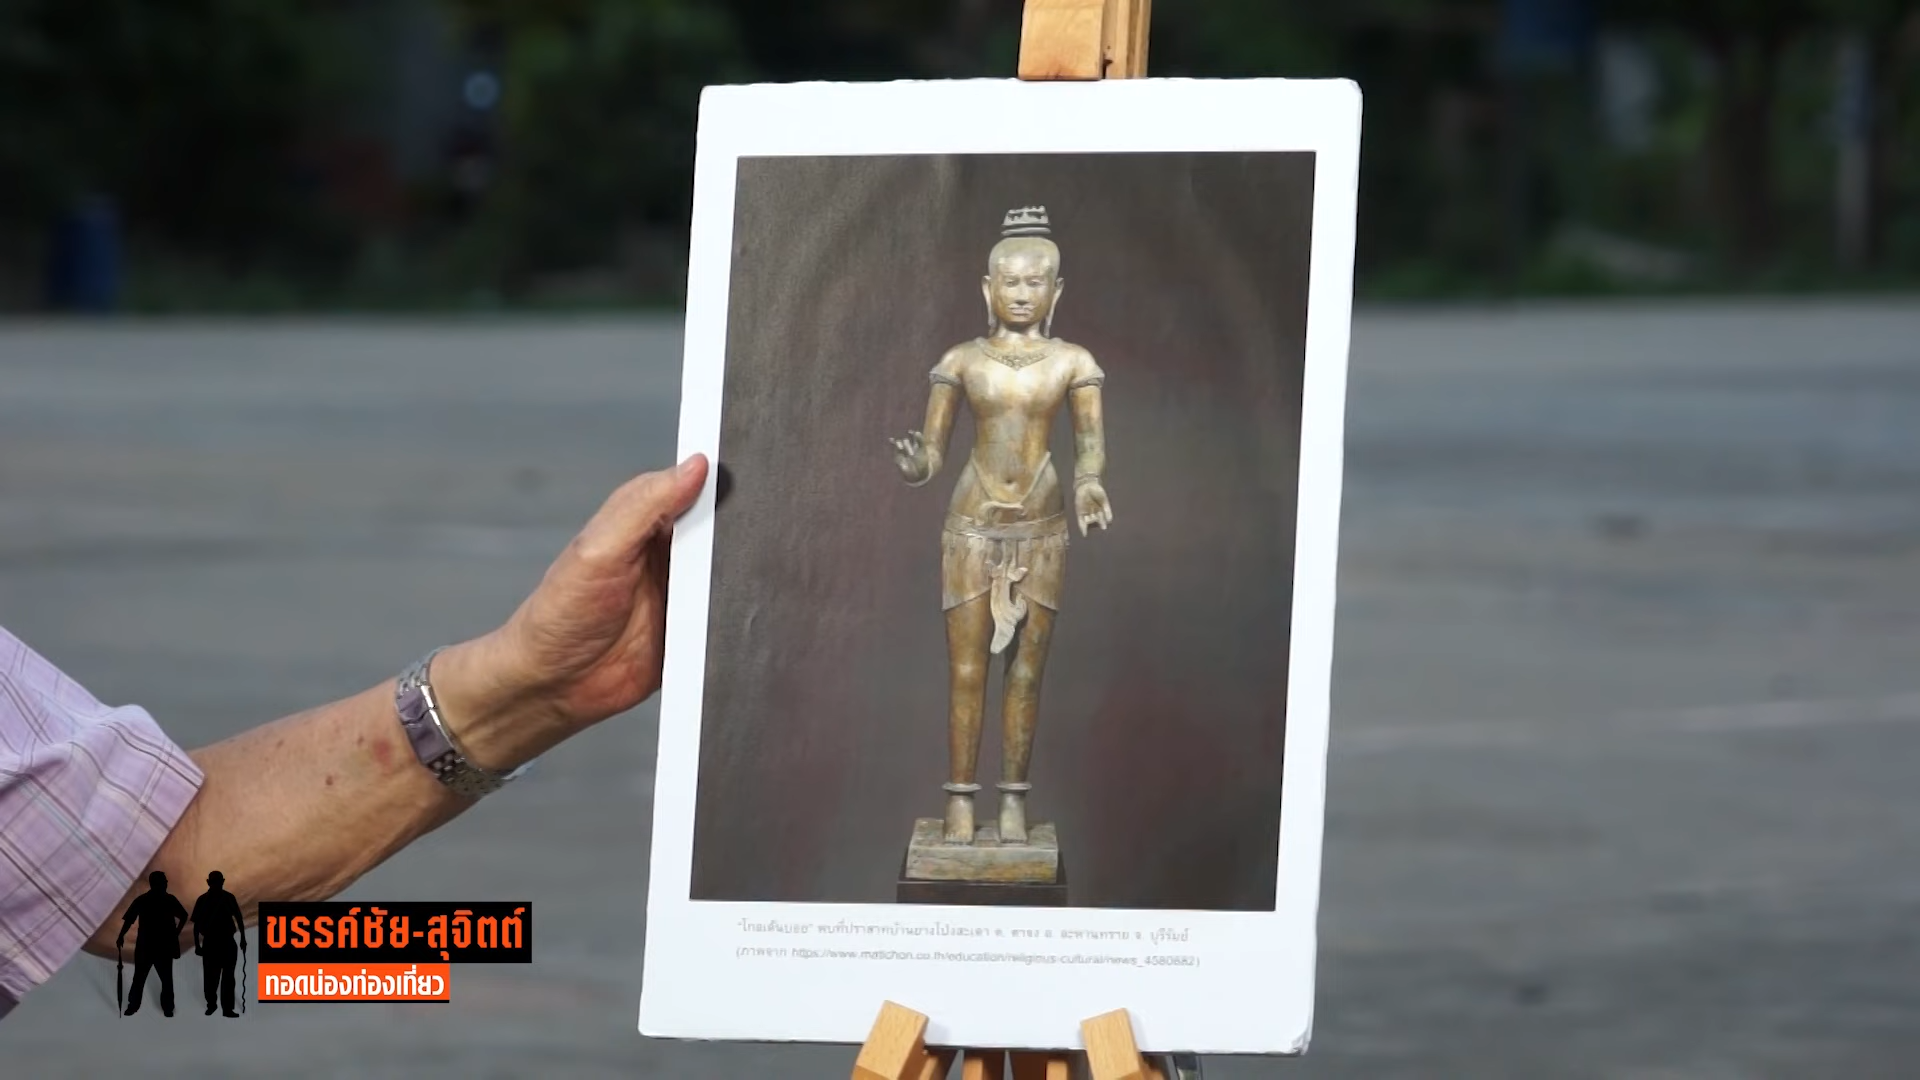 "โกลเด้นบอย" พบที่ปราสาทบ้านยางโป่งสะเดา ต. ตาจง อ. ละหานทราย จ. บุรีรัมย์
(ภาพจาก https://www.matichon.co.th/education/religious-cultural/news_4580682)
ขรรค์ชัย-สุจิตต์
ทอดน่องท่องเที่ยว